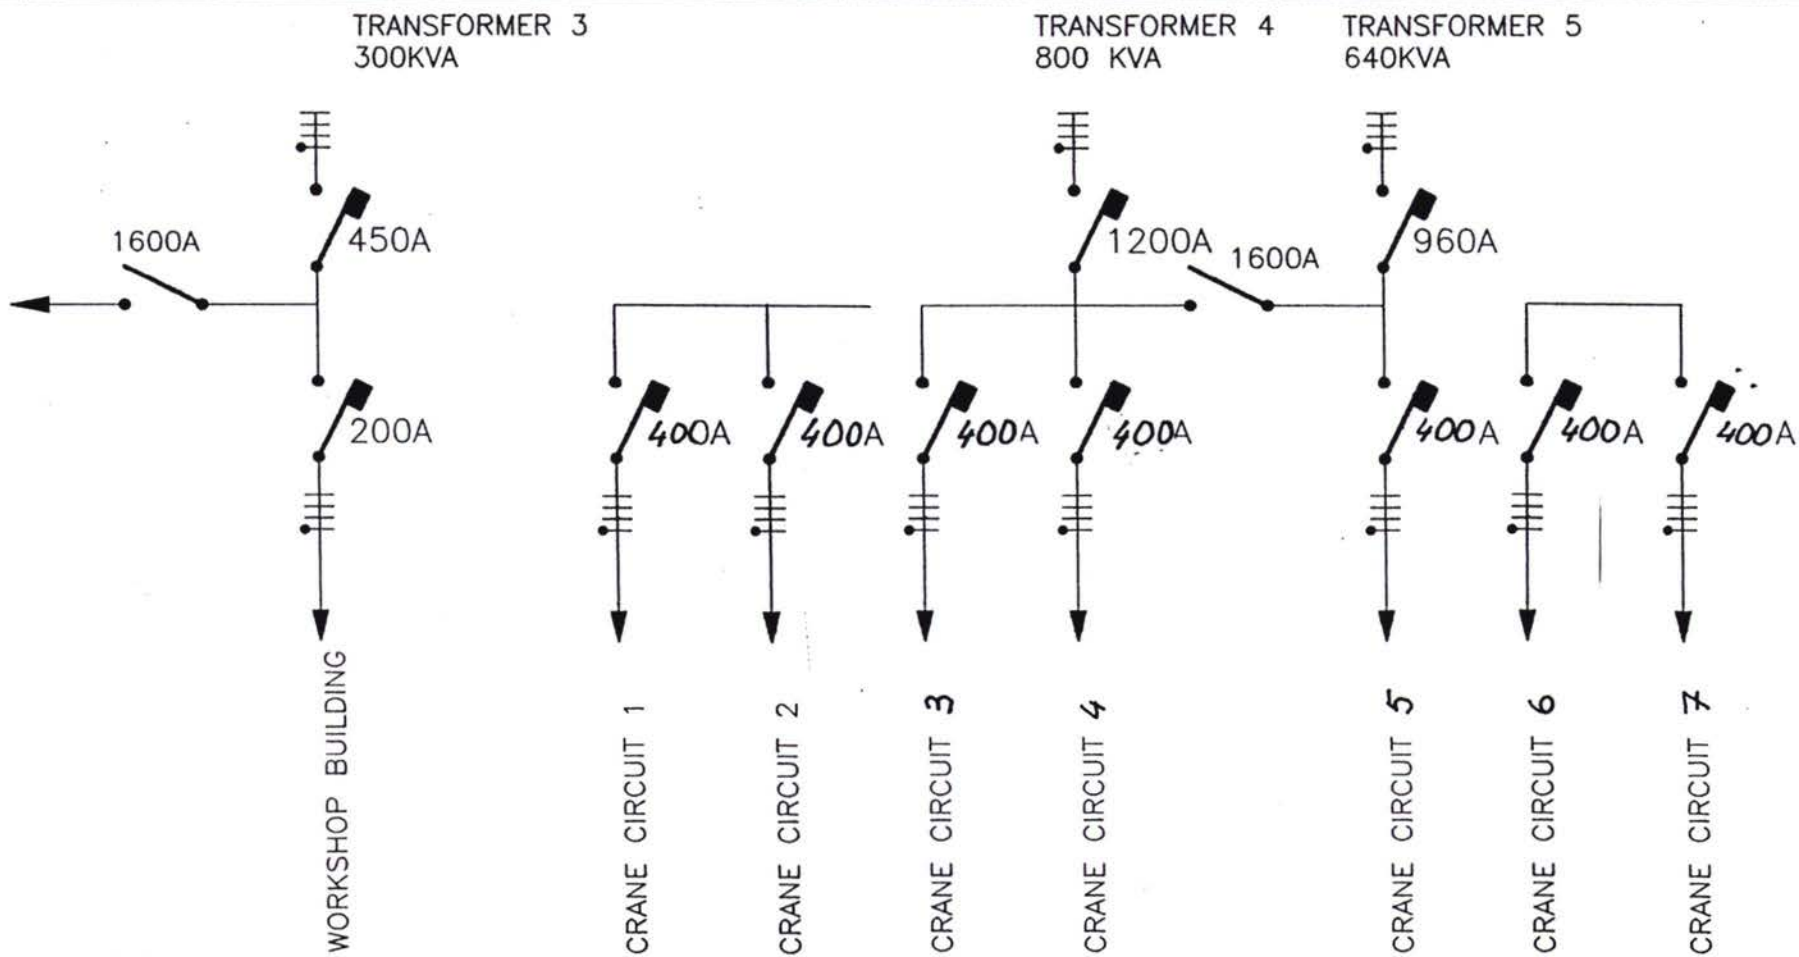 TRANSFORMER 3
300KVA
TRANSFORMER 4
800 KVA
TRANSFORMER 5
640KVA
1600A
450A
1200A
1600A
960A
200A
400A
400A
400A
400A
400A
400A
400A
WORKSHOP BUILDING
CRANE CIRCUIT 1
CRANE CIRCUIT 2
CRANE CIRCUIT 3
CRANE CIRCUIT 4
CRANE CIRCUIT 5
CRANE CIRCUIT 6
CRANE CIRCUIT 7